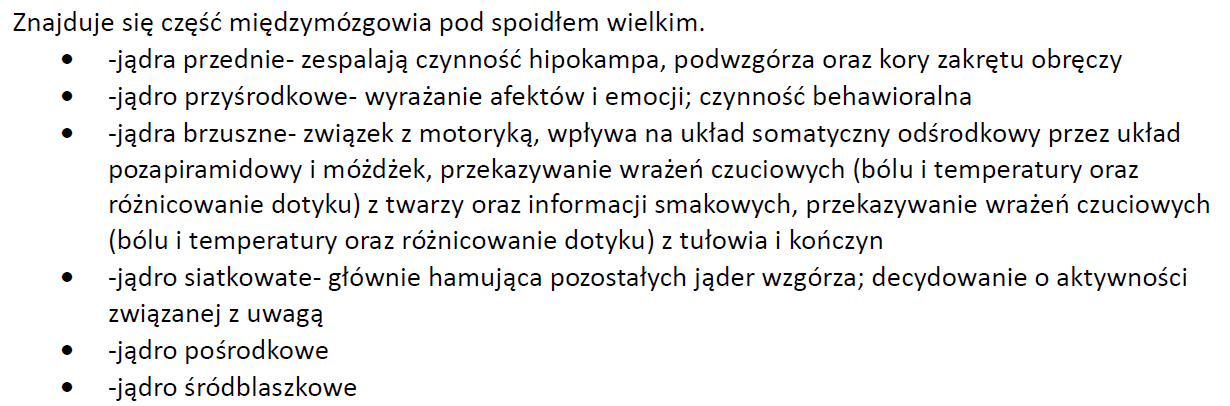 Znajduje się część międzymózgowia pod spoidłem wielkim.
• -jądra przednie- zespalają czynność hipokampa, podwzgórza oraz kory zakrętu obręczy
• -jądro przyśrodkowe- wyrażanie afektów i emocji; czynność behawioralna
• -jądra brzuszne- związek z motoryką, wpływa na układ somatyczny odśrodkowy przez układ
pozapiramidowy i móżdżek, przekazywanie wrażeń czuciowych (bólu i temperatury oraz
różnicowanie dotyku) z twarzy oraz informacji smakowych, przekazywanie wrażeń czuciowych
(bólu i temperatury oraz różnicowanie dotyku) z tułowia i kończyn
• -jądro siatkowate- głównie hamująca pozostałych jąder wzgórza; decydowanie o aktywności
związanej z uwagą
• -jądro pośrodkowe
• -jądro śródblaszkowe